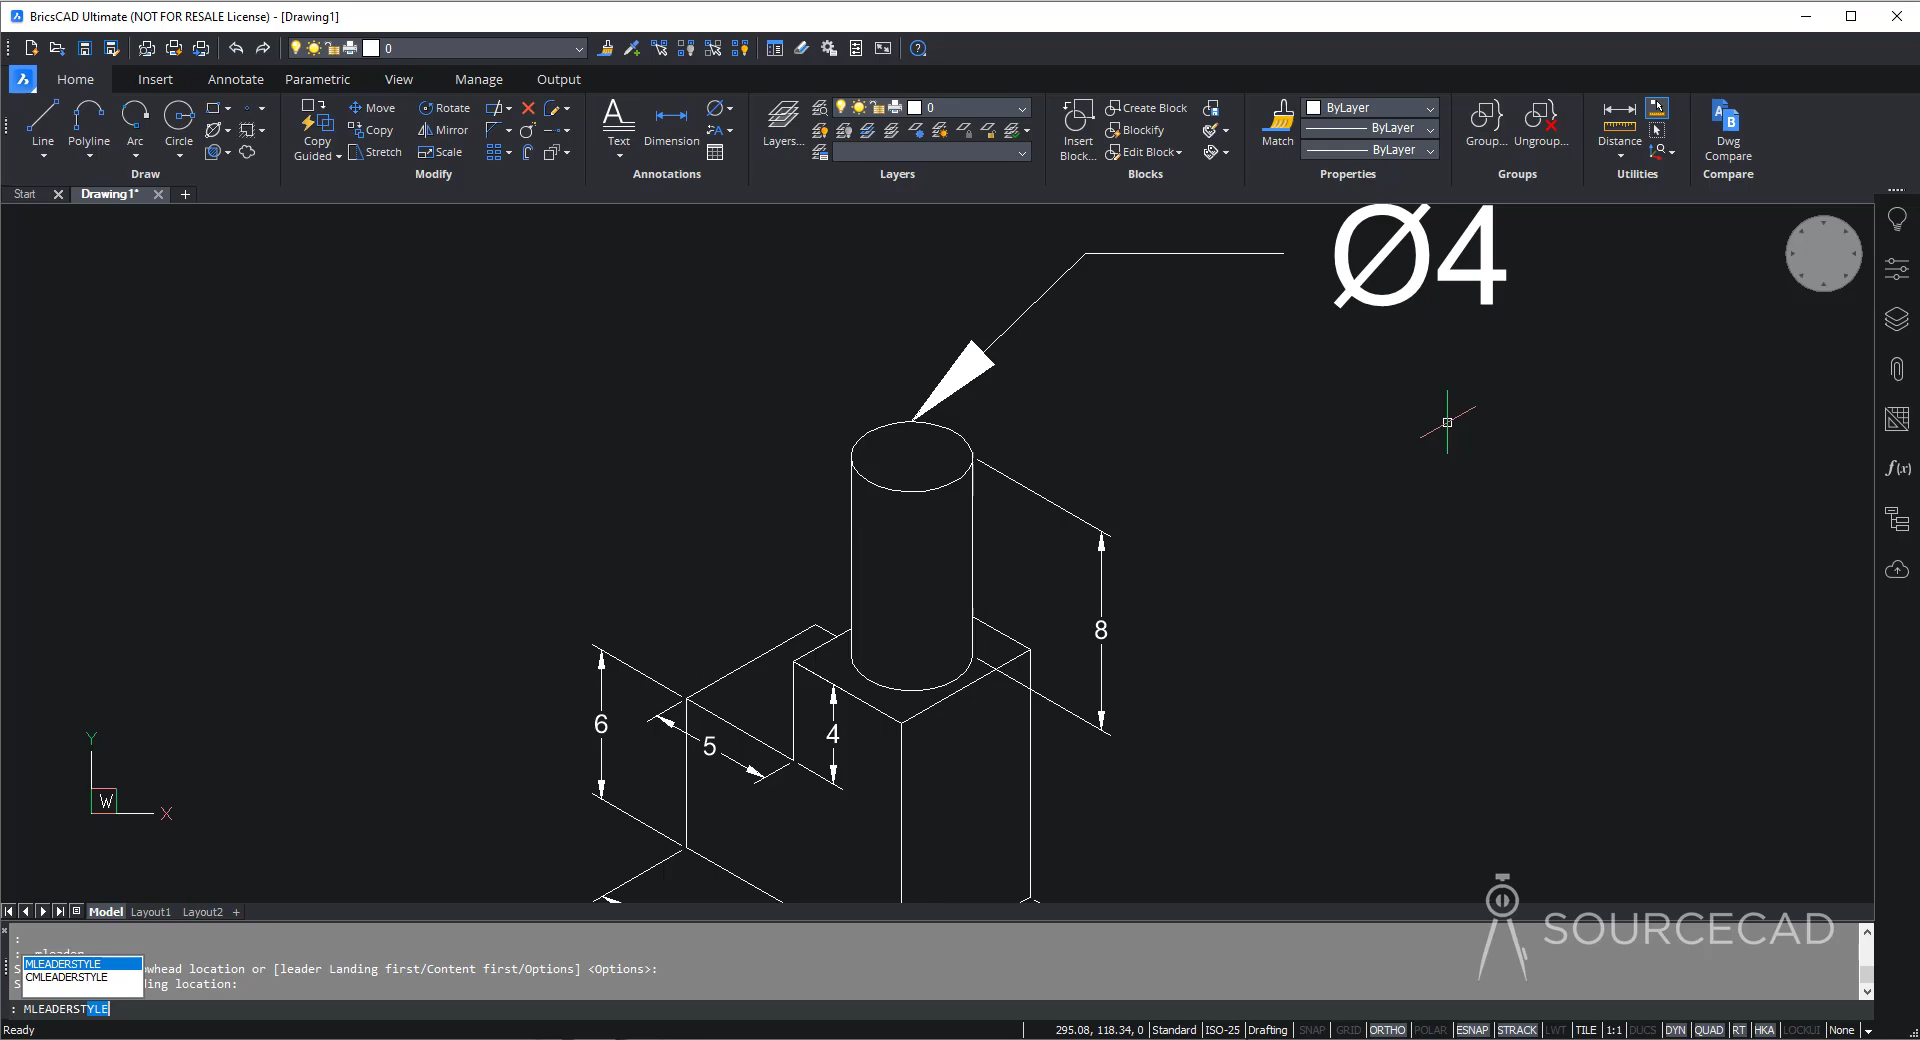 BricsCAD Ultimate (NOT FOR RESALE License) - [Drawing1]
0
Home Insert Annotate Parametric View Manage Output
Line Polyline Arc Circle
Draw
Copy Guided
Move Rotate
Copy Mirror
Stretch Scale
Modify
Text Dimension
Annotations
Layers...
0
Layers
Insert Block...
Create Block
Blockify
Edit Block
Blocks
Match
ByLayer
ByLayer
ByLayer
Properties
Group... Ungroup...
Groups
Distance
Utilities
Dwg Compare
Compare
Start Drawing1*
Ø4
8
6
5
4
Y
W
X
f(x)
Model Layout1 Layout2 +
SOURCECAD
:
MLEADERSTYLE
CMLEADERSTYLE
whead location or [leader Landing first/Content first/Options] <Options>:
ing location:
: MLEADERSTYLE
Ready
295.08, 118.34, 0 Standard ISO-25 Drafting SNAP GRID ORTHO POLAR ESNAP STRACK LWT TILE 1:1 DUCS DYN QUAD RT HKA LOCKUI None